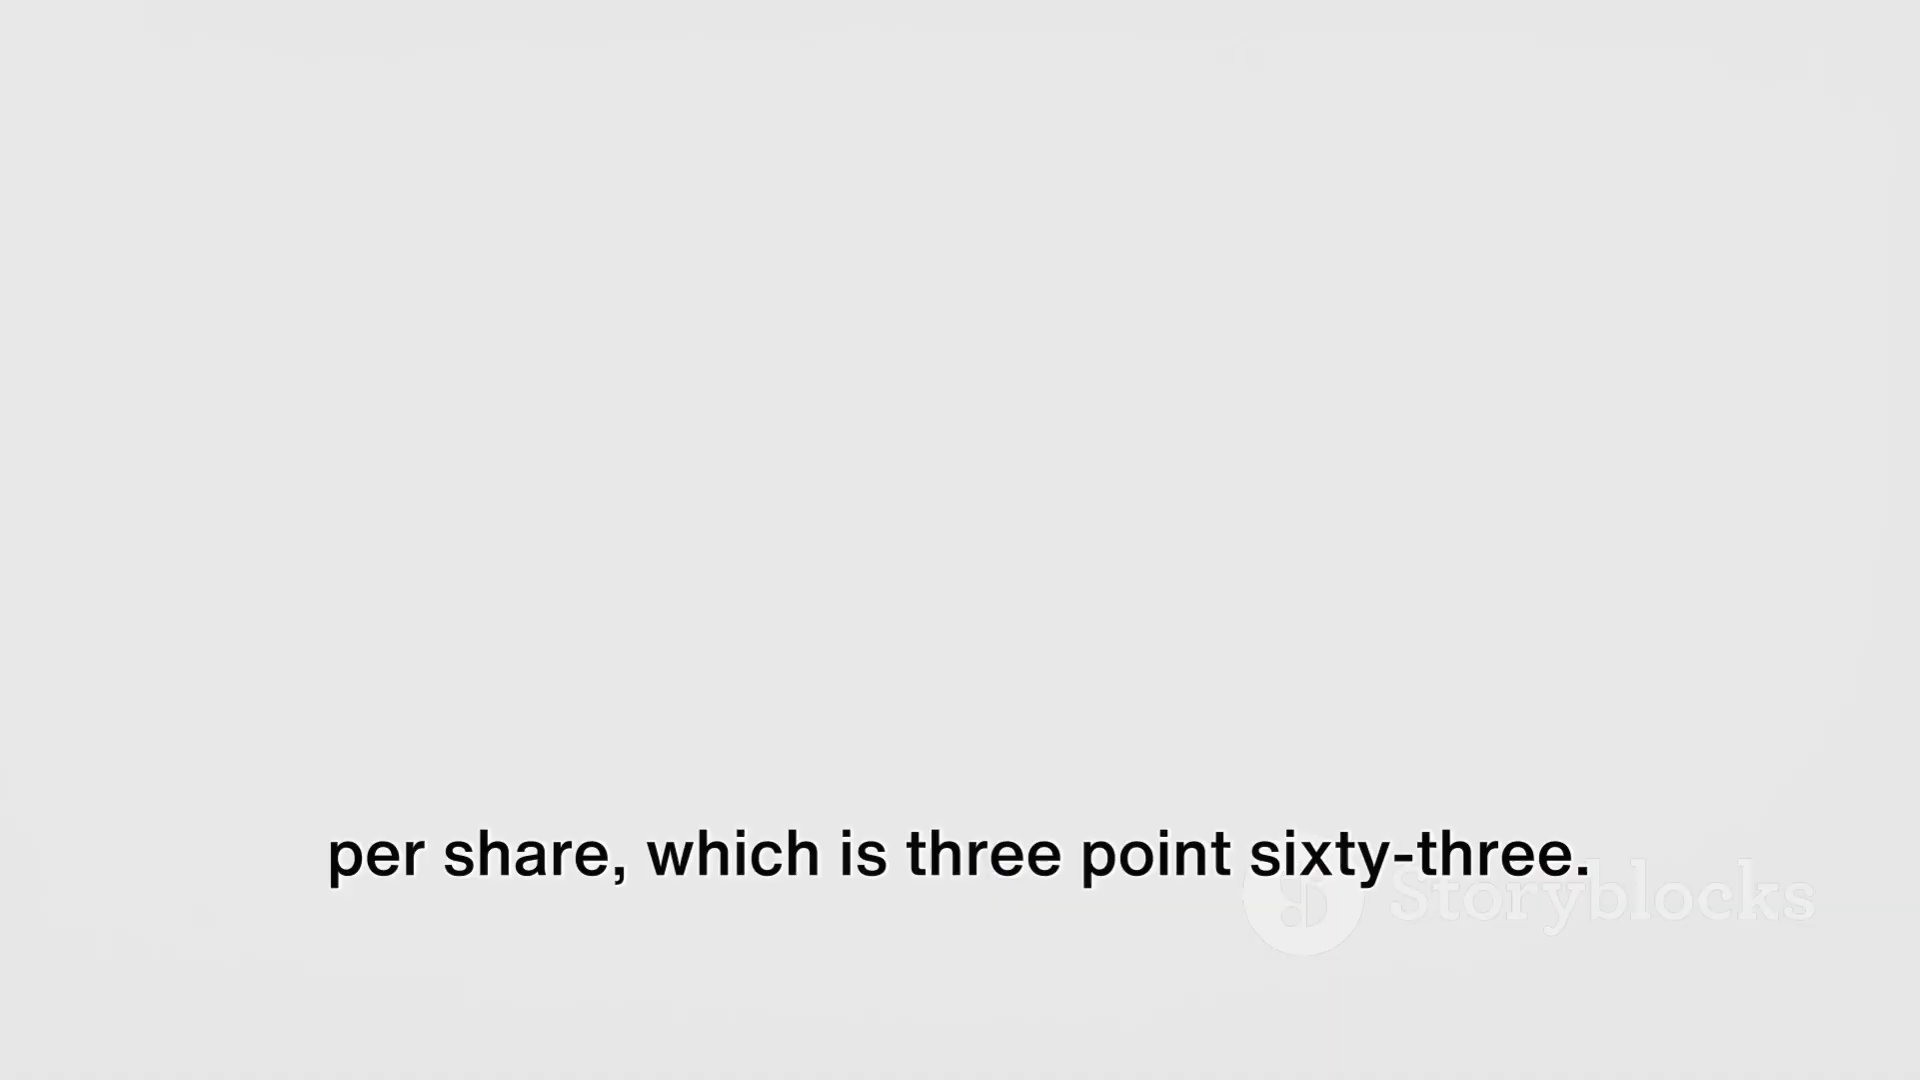 per share, which is three point sixty-three.
Storyblocks